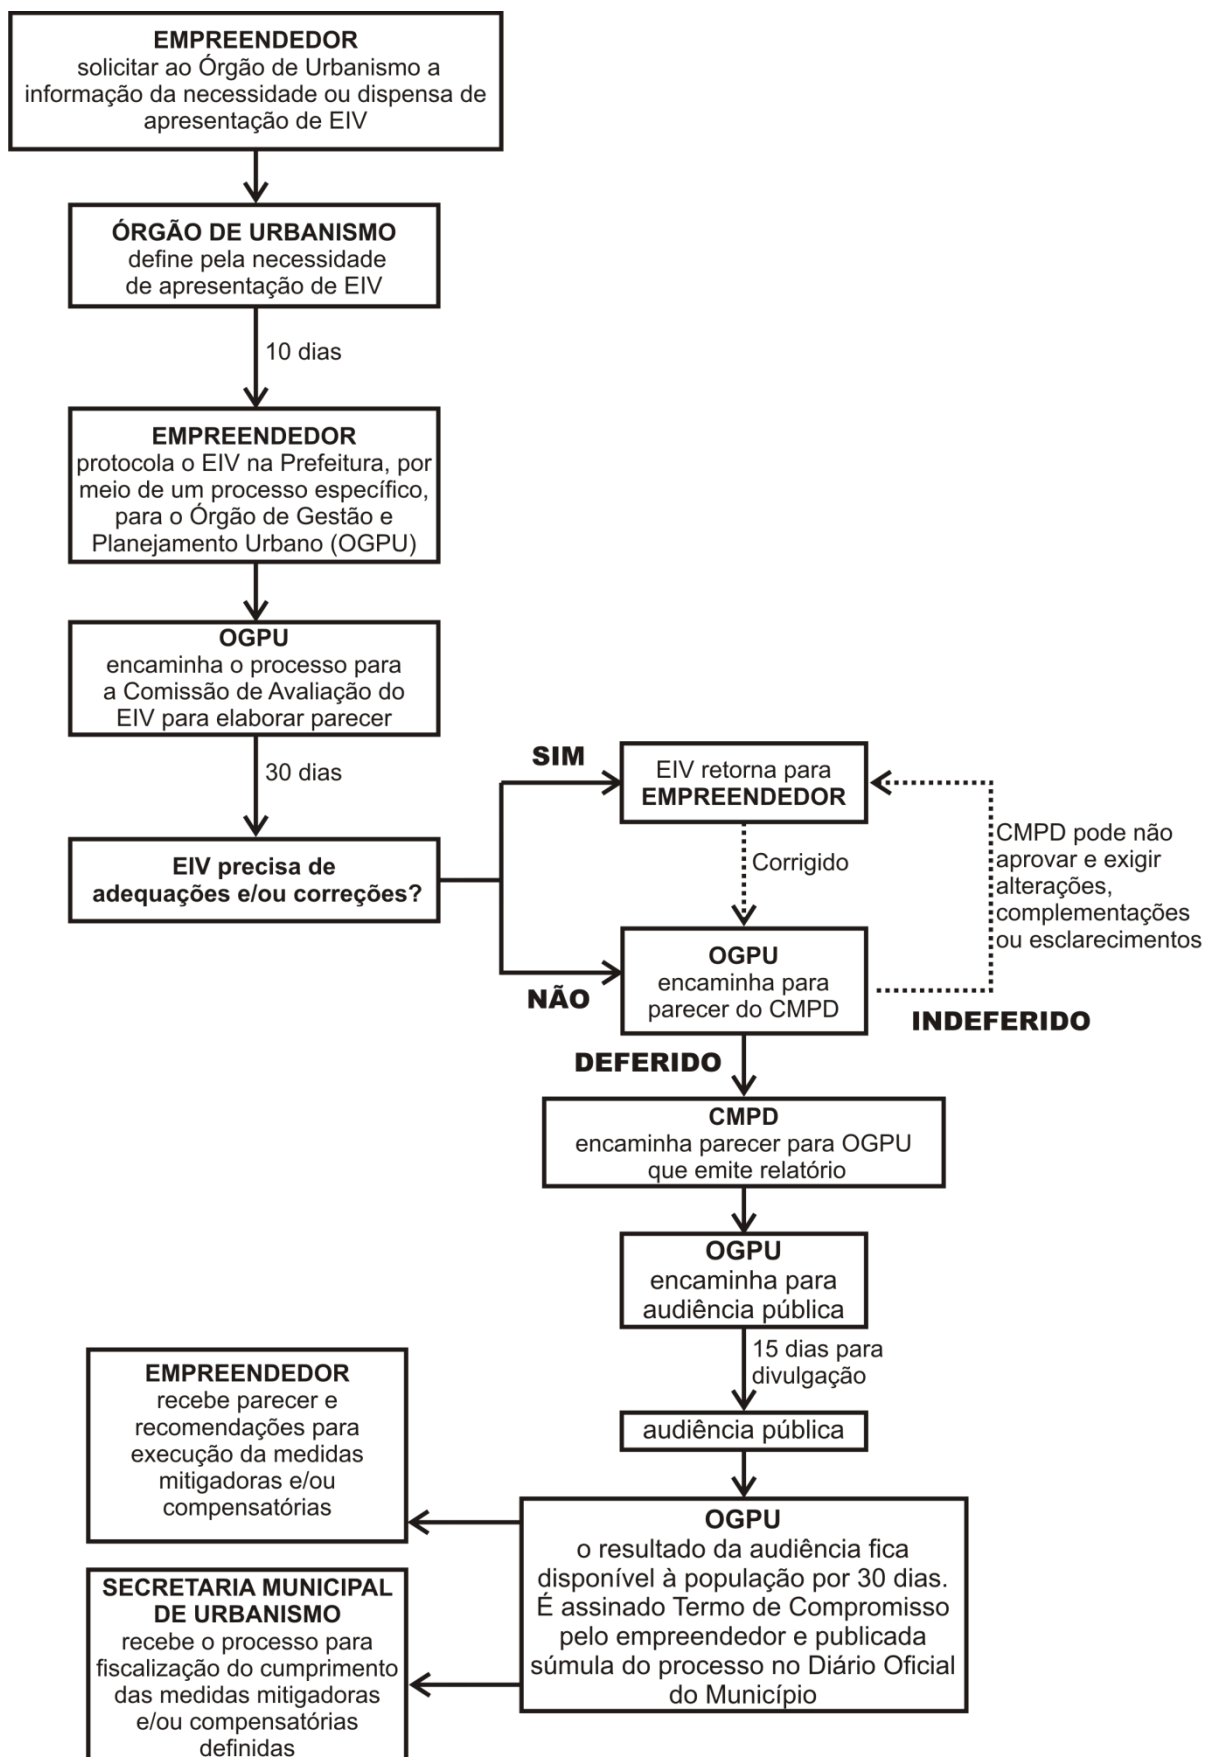 EMPREENDEDOR
solicitar ao Órgão de Urbanismo a
informação da necessidade ou dispensa de
apresentação de EIV
ÓRGÃO DE URBANISMO
define pela necessidade
de apresentação de EIV
10 dias
EMPREENDEDOR
protocola o EIV na Prefeitura, por
meio de um processo específico,
para o Órgão de Gestão e
Planejamento Urbano (OGPU)
OGPU
encaminha o processo para
a Comissão de Avaliação do
EIV para elaborar parecer
30 dias
EIV precisa de
adequações e/ou correções?
SIM
EIV retorna para
EMPREENDEDOR
Corrigido
CMPD pode não
aprovar e exigir
alterações,
complementações
ou esclarecimentos
NÃO
OGPU
encaminha para
parecer do CMPD
INDEFERIDO
DEFERIDO
CMPD
encaminha parecer para OGPU
que emite relatório
OGPU
encaminha para
audiência pública
15 dias para
divulgação
audiência pública
OGPU
o resultado da audiência fica
disponível à população por 30 dias.
É assinado Termo de Compromisso
pelo empreendedor e publicada
súmula do processo no Diário Oficial
do Município
EMPREENDEDOR
recebe parecer e
recomendações para
execução da medidas
mitigadoras e/ou
compensatórias
SECRETARIA MUNICIPAL
DE URBANISMO
recebe o processo para
fiscalização do cumprimento
das medidas mitigadoras
e/ou compensatórias
definidas